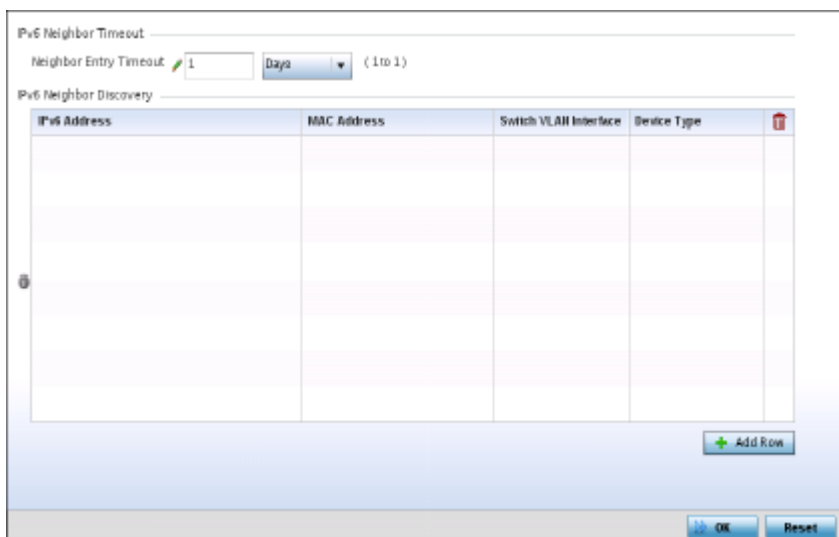 IPv6 Neighbor Timeout
Neighbor Entry Timeout 1 Days (1 to 1)
IPv6 Neighbor Discovery
IPv6 Address MAC Address Switch VLAN Interface Device Type
Add Row
OK Reset